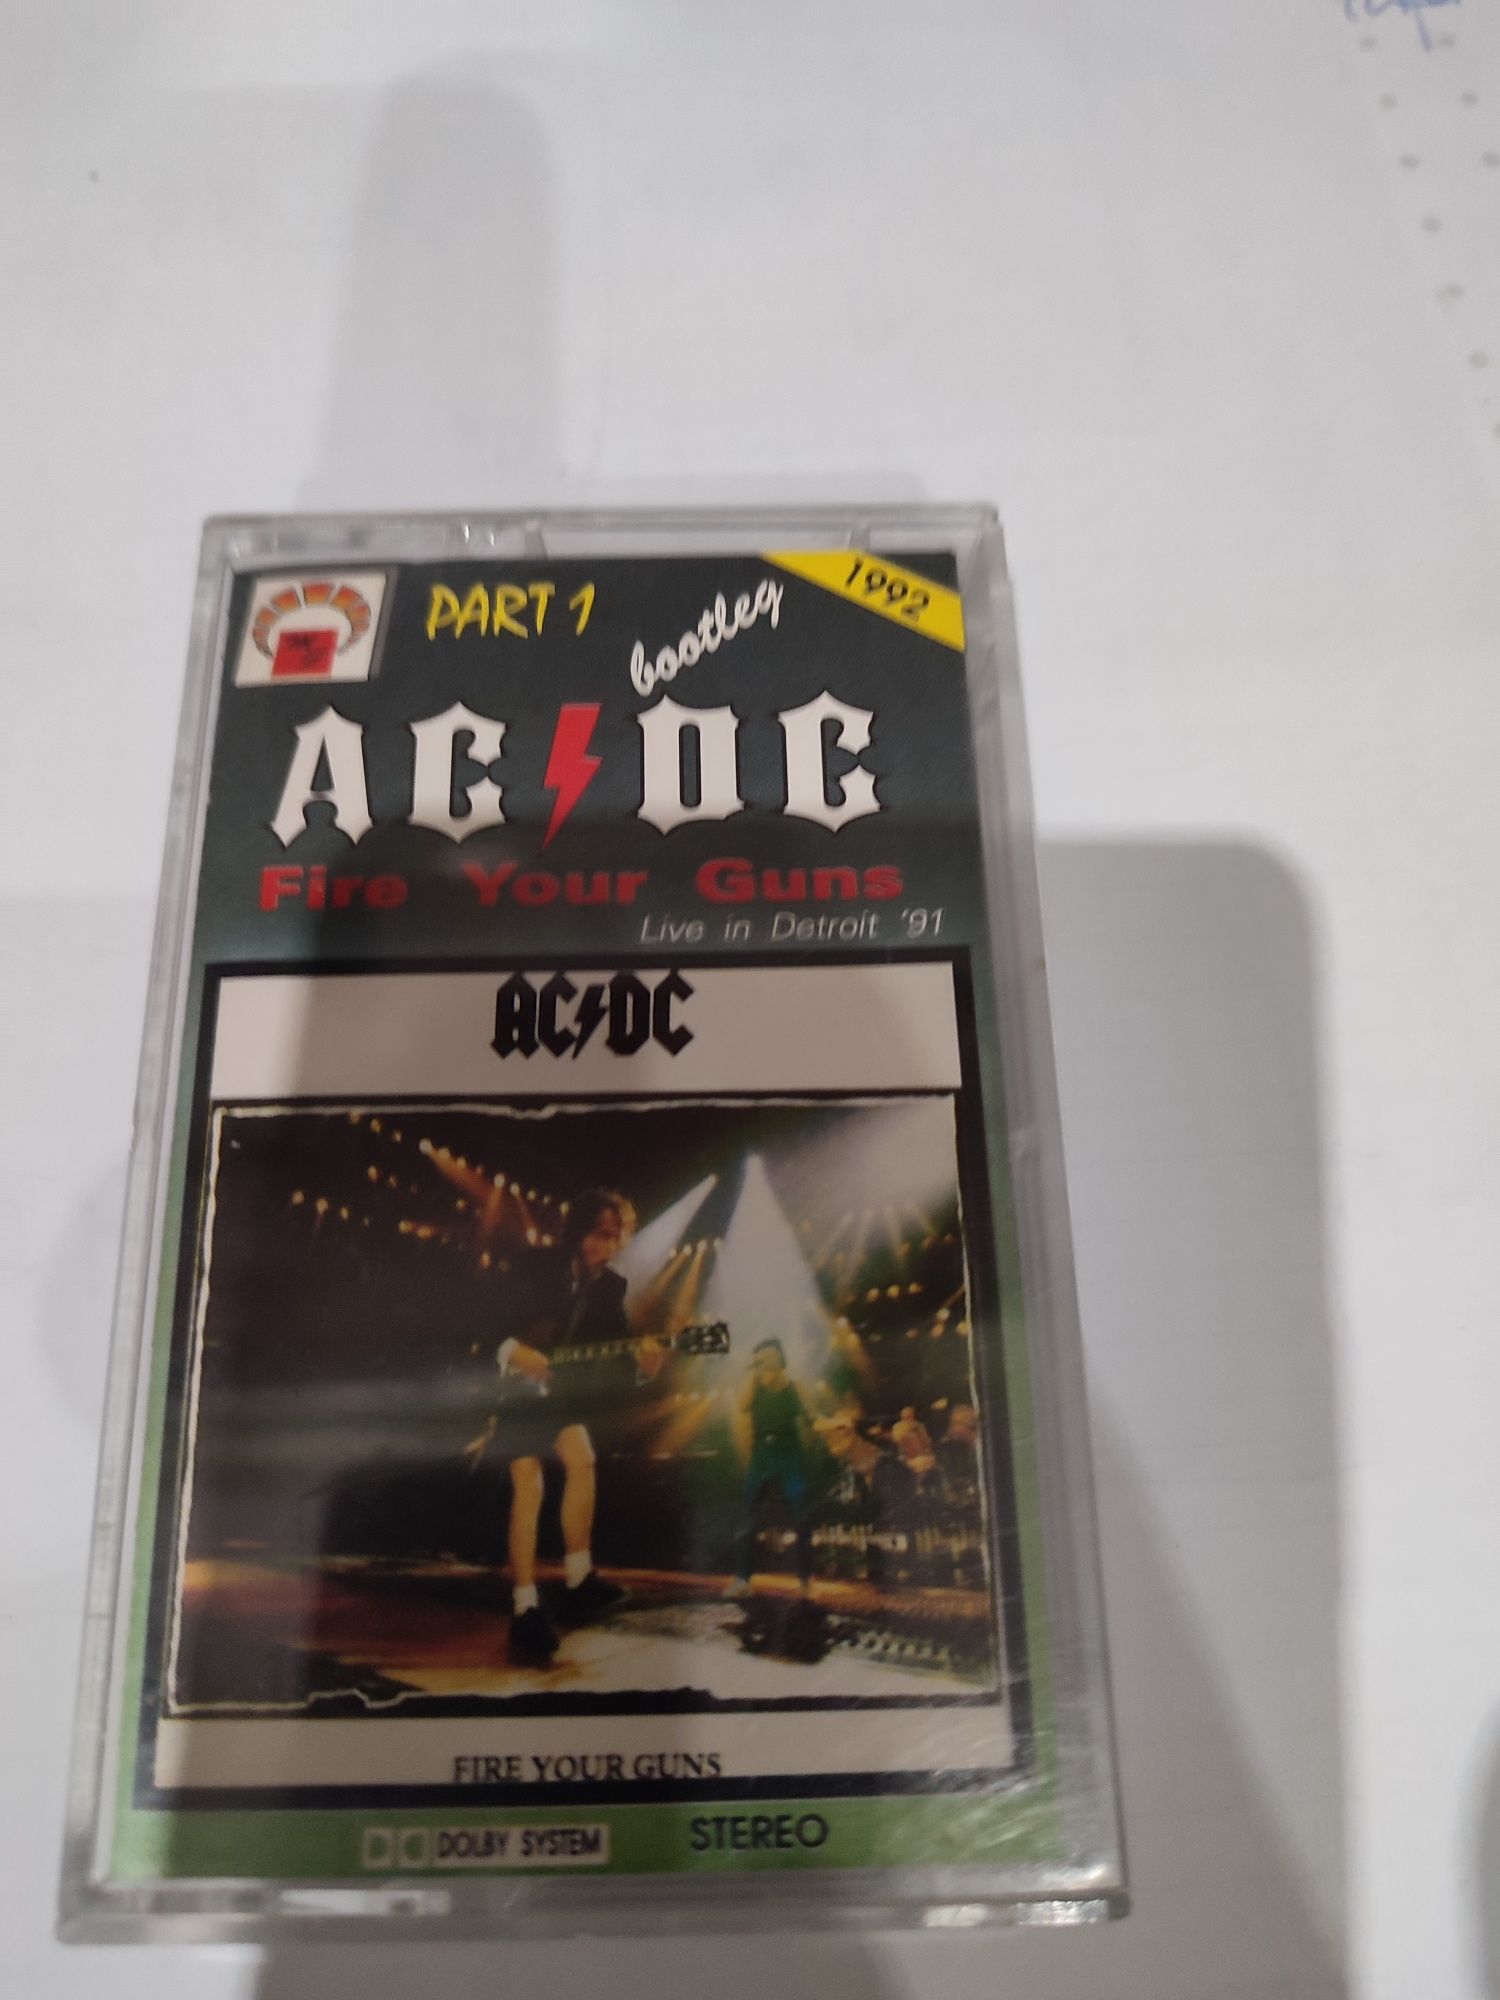 PART 1
1992
bootleg
AC DC
Fire Your Guns
Live in Detroit '91
AC DC
FIRE YOUR GUNS
DOLBY SYSTEM STEREO